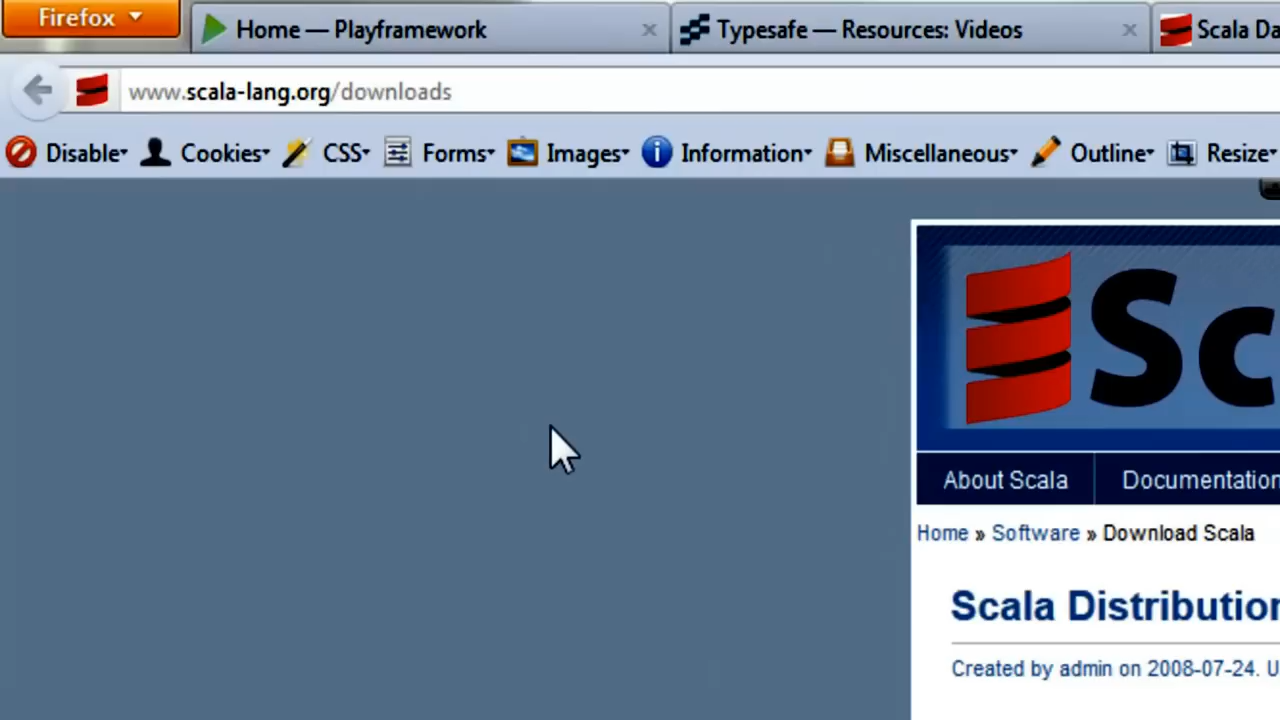 Firefox
Home — Playframework
Typesafe — Resources: Videos
Scala Da
www.scala-lang.org/downloads
Disable
Cookies
CSS
Forms
Images
Information
Miscellaneous
Outline
Resize
Sc
About Scala
Documentation
Home » Software » Download Scala
Scala Distribution
Created by admin on 2008-07-24. U